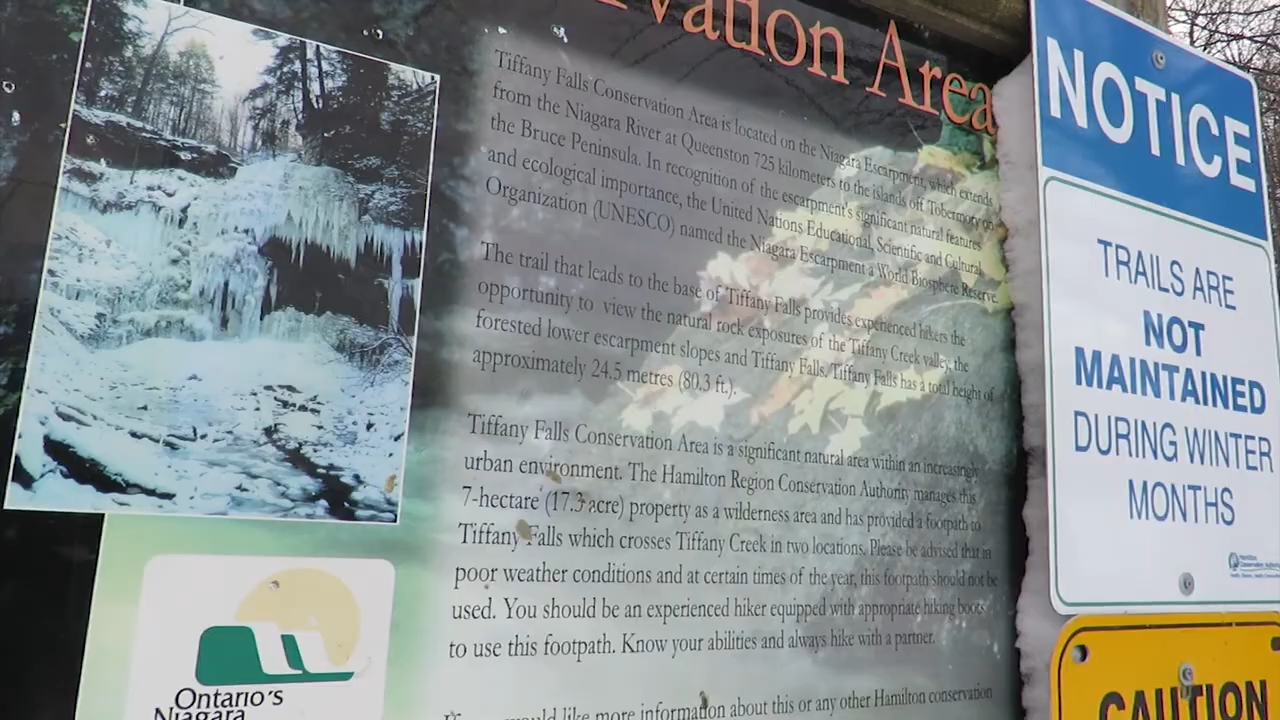 rvation Area
Tiffany Falls Conservation Area is located on the Niagara Escarpment, which extends
from the Niagara River at Queenston 725 kilometers to the islands off Tobermory on
the Bruce Peninsula. In recognition of the escarpment's significant natural features
and ecological importance, the United Nations Educational, Scientific and Cultural
Organization (UNESCO) named the Niagara Escarpment a World Biosphere Reserve.
The trail that leads to the base of Tiffany Falls provides experienced hikers the
opportunity to view the natural rock exposures of the Tiffany Creek valley, the
forested lower escarpment slopes and Tiffany Falls. Tiffany Falls has a total height of
approximately 24.5 metres (80.3 ft.).
Tiffany Falls Conservation Area is a significant natural area within an increasingly
urban environment. The Hamilton Region Conservation Authority manages this
7-hectare (17.3 acre) property as a wilderness area and has provided a footpath to
Tiffany Falls which crosses Tiffany Creek in two locations. Please be advised that in
poor weather conditions and at certain times of the year, this footpath should not be
used. You should be an experienced hiker equipped with appropriate hiking boots
to use this footpath. Know your abilities and always hike with a partner.
would like more information about this or any other Hamilton conservation
Ontario's
Niagara
NOTICE
TRAILS ARE
NOT
MAINTAINED
DURING WINTER
MONTHS
Hamilton
Conservation Authority
CAUTION